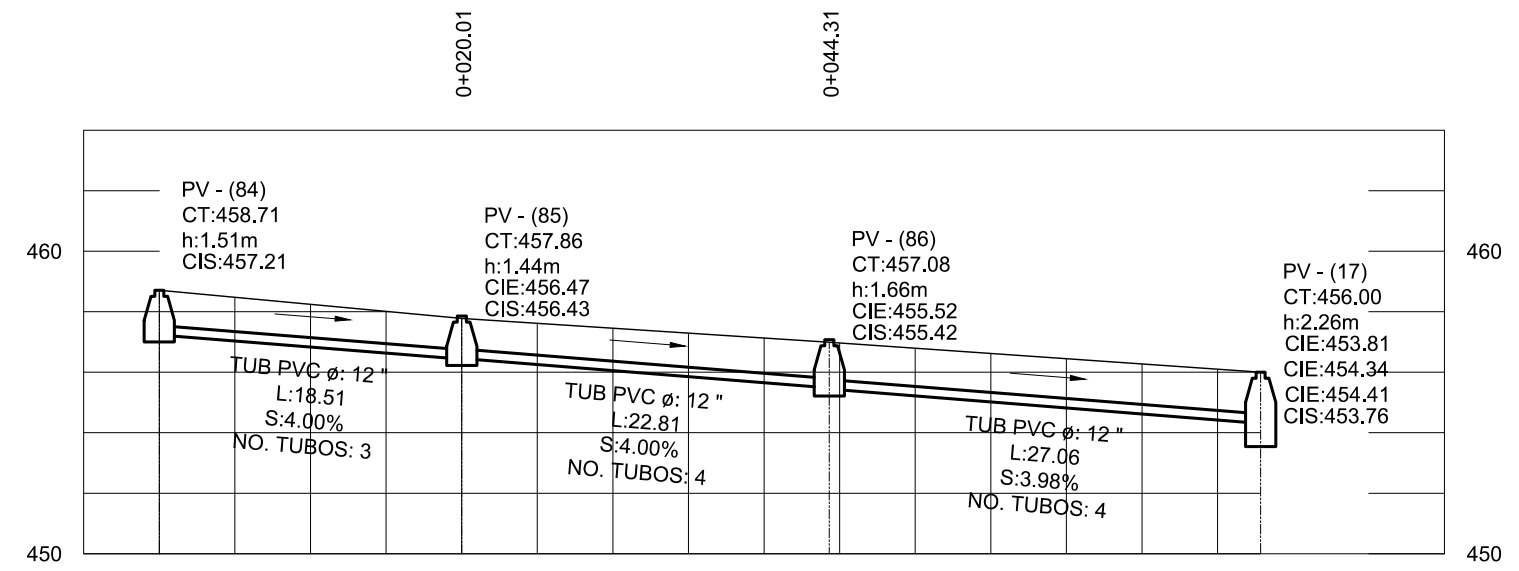 0+020.01
0+044.31
PV - (84)
CT:458.71
h:1.51m
CIS:457.21
PV - (85)
CT:457.86
h:1.44m
CIE:456.47
CIS:456.43
PV - (86)
CT:457.08
h:1.66m
CIE:455.52
CIS:455.42
PV - (17)
CT:456.00
h:2.26m
CIE:453.81
CIE:454.34
CIE:454.41
CIS:453.76
460
460
TUB PVC ø: 12 "
L:18.51
S:4.00%
NO. TUBOS: 3
TUB PVC ø: 12 "
L:22.81
S:4.00%
NO. TUBOS: 4
TUB PVC ø: 12 "
L:27.06
S:3.98%
NO. TUBOS: 4
450
450